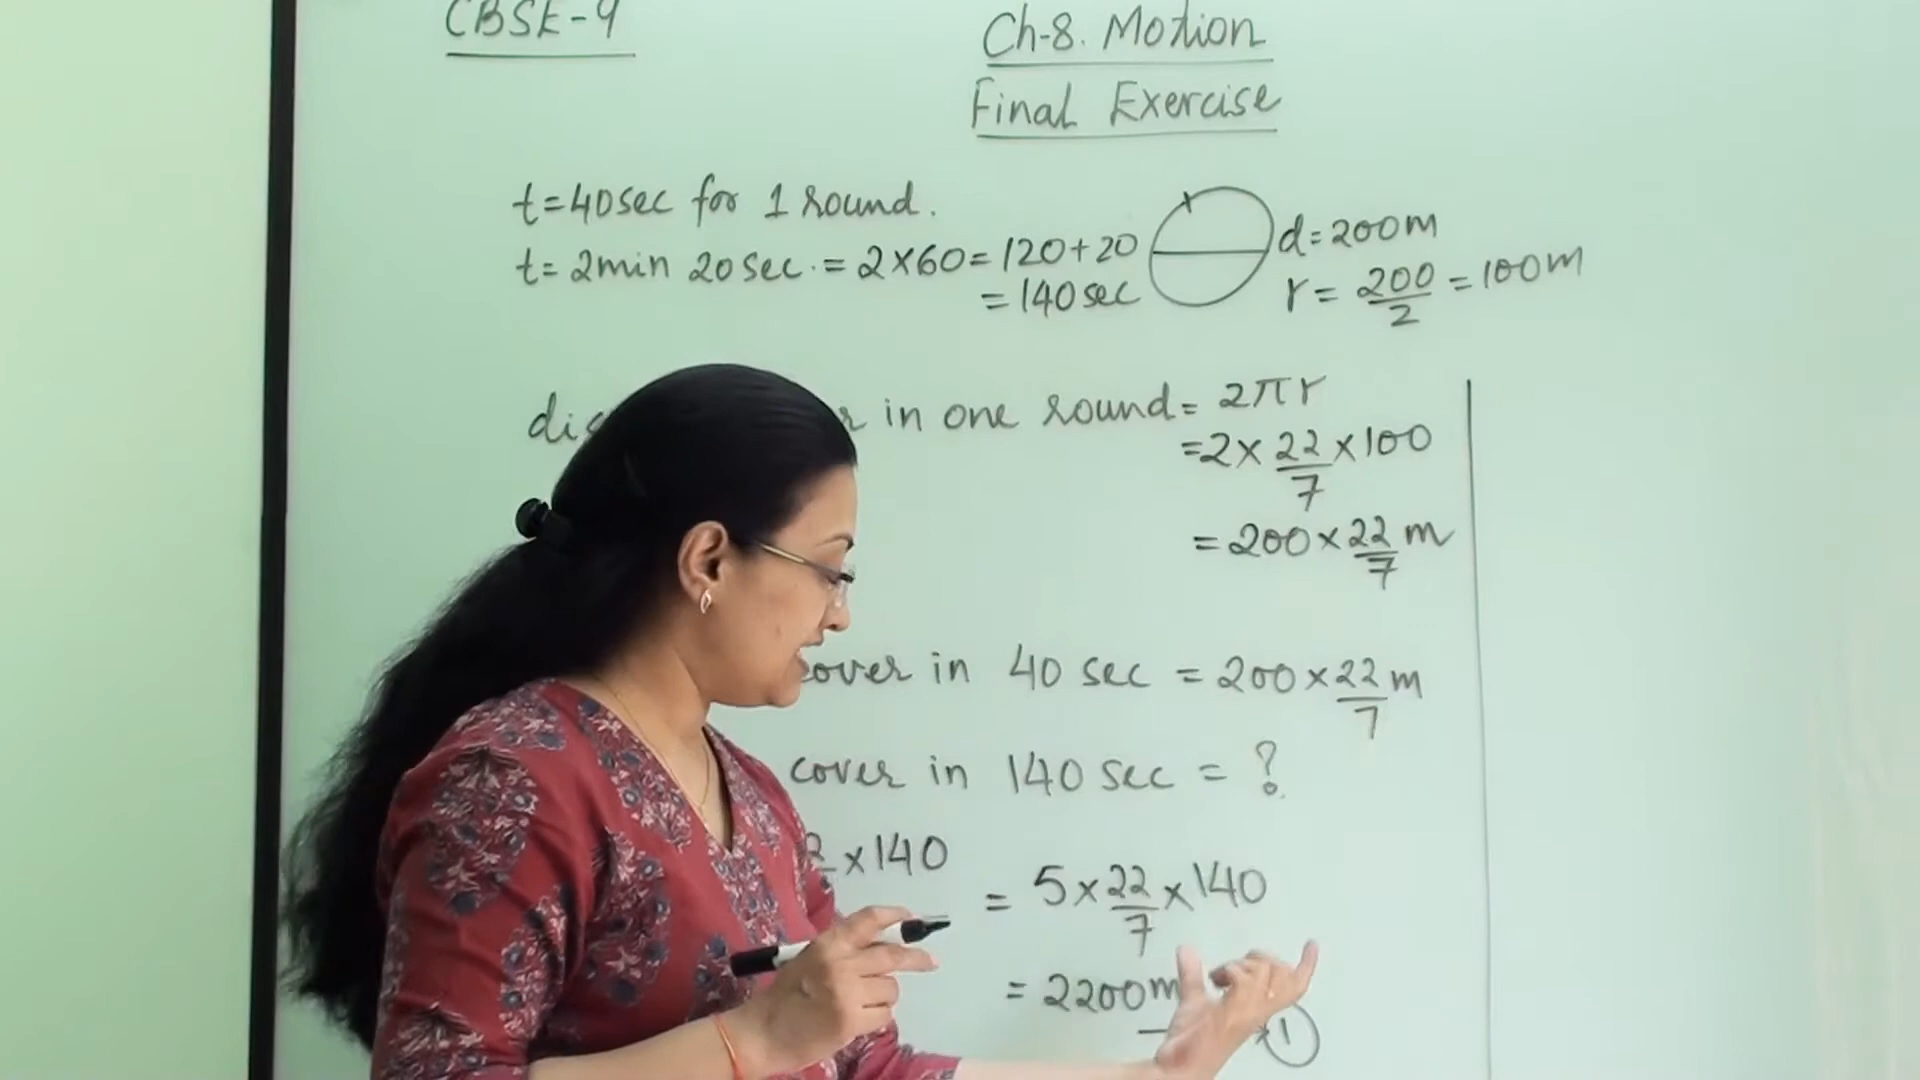 CBSE-9
Ch-8. Motion
Final Exercise
t=40sec for 1 round.
t= 2min 20sec. = 2×60= 120+20
= 140sec
d=200m
r = 200/2 = 100m
in one round = 2πr
=2× 22/7 ×100
= 200× 22/7 m
cover in 40 sec = 200× 22/7 m
cover in 140 sec = ?
×140
= 5× 22/7 ×140
= 2200m
1